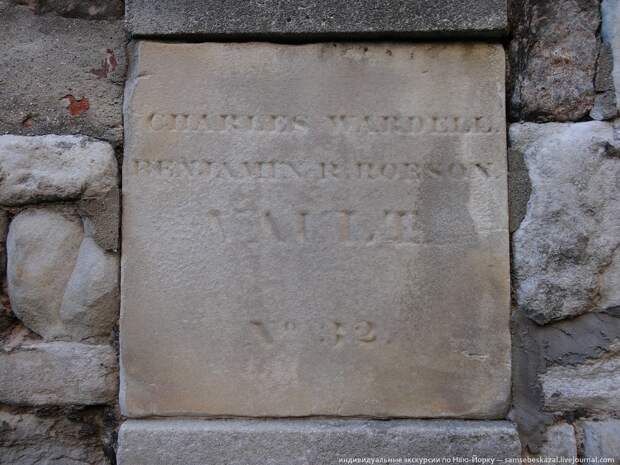 CHARLES WARDELL.
BENJAMIN R. ROBSON.
VAULT
No. 32.
индивидуальные экскурсии по Нью-Йорку — samsebeskazal.livejournal.com